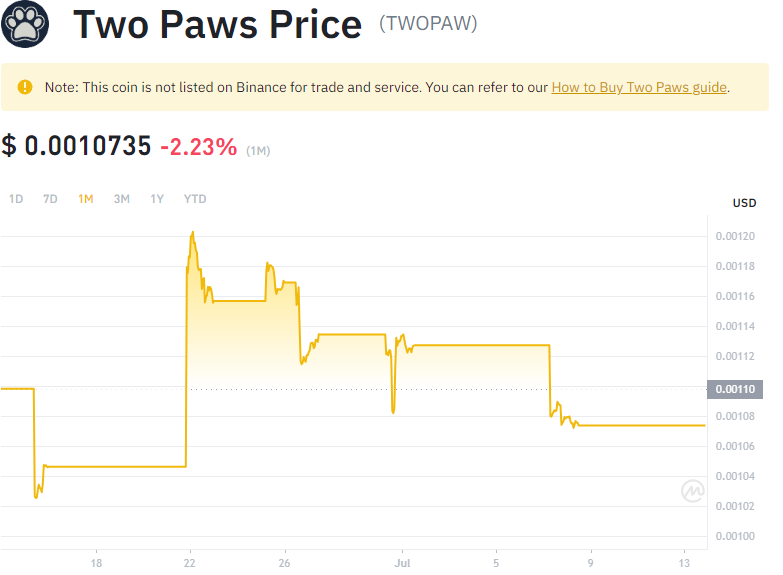 Two Paws Price (TWOPAW)
Note: This coin is not listed on Binance for trade and service. You can refer to our How to Buy Two Paws guide.
$ 0.0010735 -2.23% (1M)
1D 7D 1M 3M 1Y YTD
USD
0.00120
0.00118
0.00116
0.00114
0.00112
0.00110
0.00108
0.00106
0.00104
0.00102
0.00100
18 22 26 Jul 5 9 13